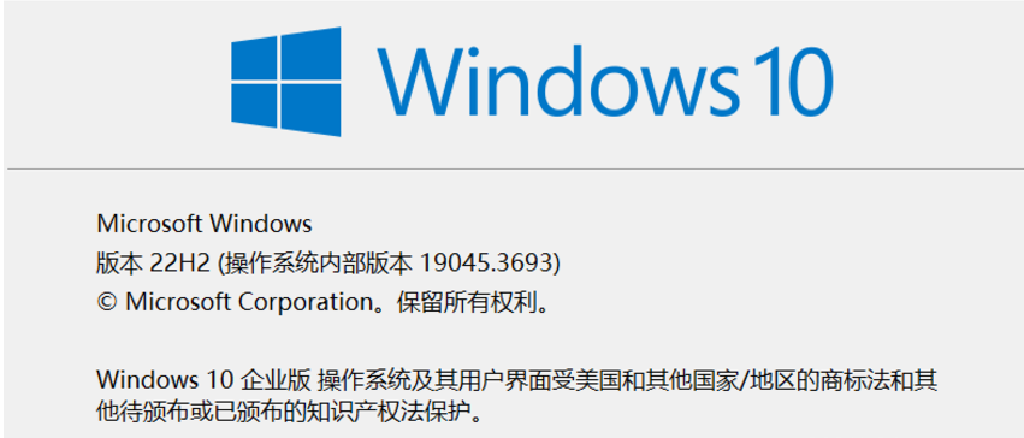 Windows 10
Microsoft Windows
版本 22H2 (操作系统内部版本 19045.3693)
© Microsoft Corporation。保留所有权利。
Windows 10 企业版 操作系统及其用户界面受美国和其他国家/地区的商标法和其
他待颁布或已颁布的知识产权法保护。